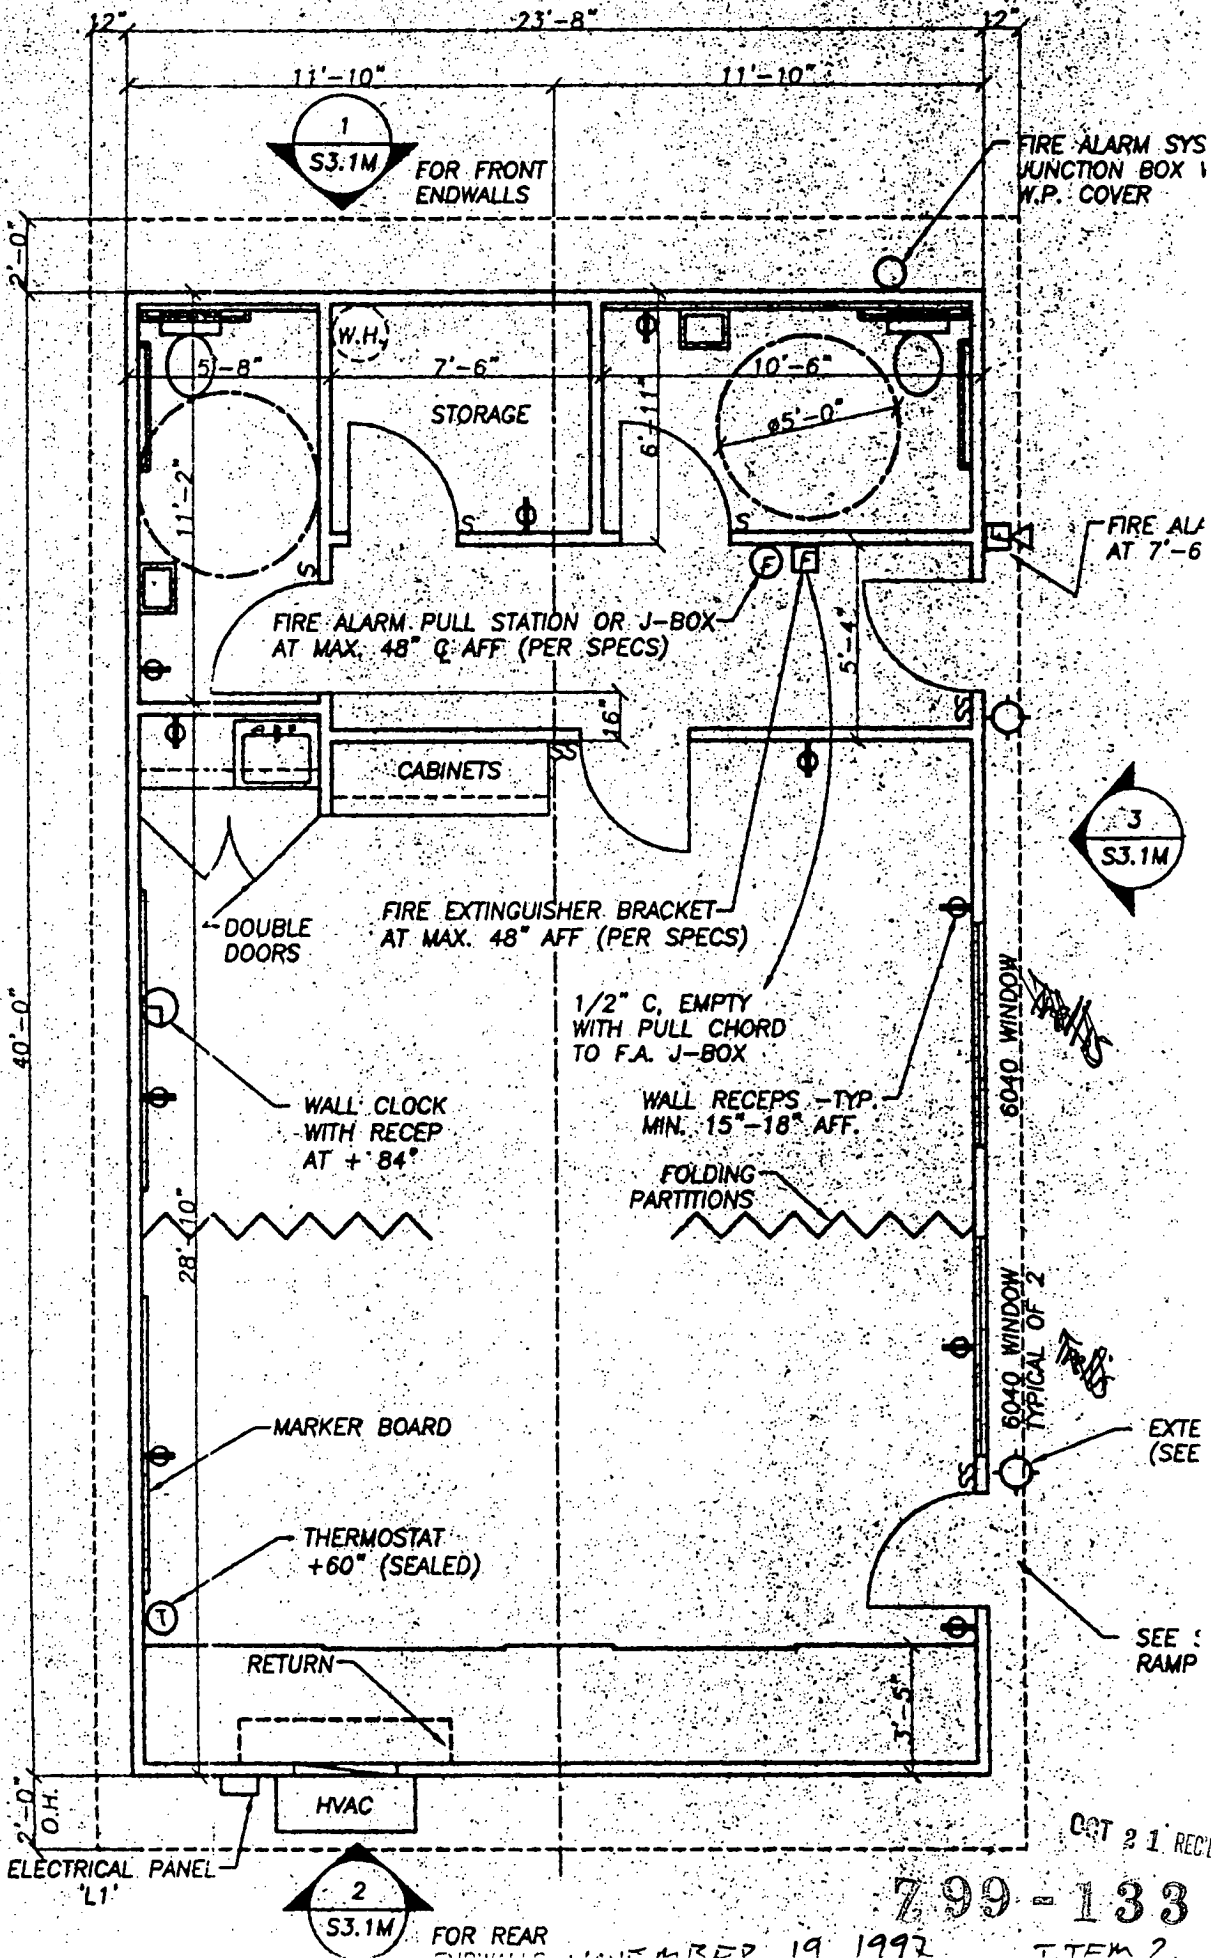 12"
23'-8"
12"
11'-10"
11'-10"
1
S3.1M
FOR FRONT
ENDWALLS
FIRE ALARM SYS
JUNCTION BOX
W.P. COVER
2'-0"
W.H.
5'-8"
7'-6"
10'-6"
STORAGE
6'-11"
ø5'-0"
11'-2"
S
S
S
F
FIRE ALA
AT 7'-6
F
F
FIRE ALARM PULL STATION OR J-BOX
AT MAX. 48" ℄ AFF (PER SPECS)
5'-4"
16"
SS
SS
CABINETS
3
S3.1M
DOUBLE
DOORS
FIRE EXTINGUISHER BRACKET
AT MAX. 48" AFF (PER SPECS)
40'-0"
1/2" C, EMPTY
WITH PULL CHORD
TO F.A. J-BOX
6040 WINDOW
WALL CLOCK
WITH RECEP
AT + 84"
WALL RECEPS -TYP.
MIN. 15"-18" AFF.
FOLDING
PARTITIONS
28'-10"
6040 WINDOW
TYPICAL OF 2
MARKER BOARD
EXTE
(SEE
SS
THERMOSTAT
+60" (SEALED)
T
SEE
RAMP
RETURN
3'-5"
2'-0"
O.H.
HVAC
ELECTRICAL PANEL
'L1'
2
S3.1M
FOR REAR
ENDWALLS
OCT 21 REC'D
799-133
19 1997
ITEM 2